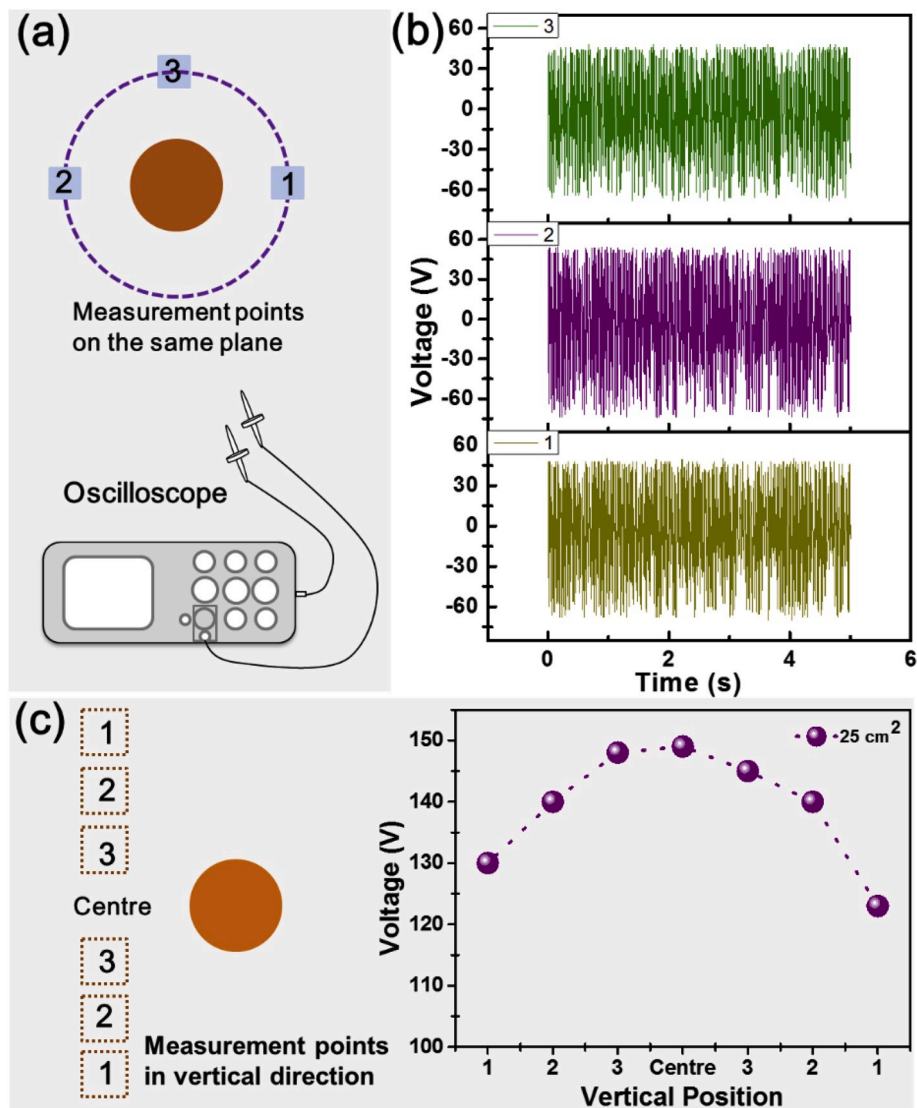 (a)
3
2
1
Measurement points
on the same plane
Oscilloscope
(b)
3
60
30
0
-30
-60
2
60
30
0
-30
-60
1
60
30
0
-30
-60
Voltage (V)
0 2 4 6
Time (s)
(c)
1
2
3
Centre
3
2
1
Measurement points
in vertical direction
25 cm²
150
140
130
120
110
100
Voltage (V)
1 2 3 Centre 3 2 1
Vertical Position